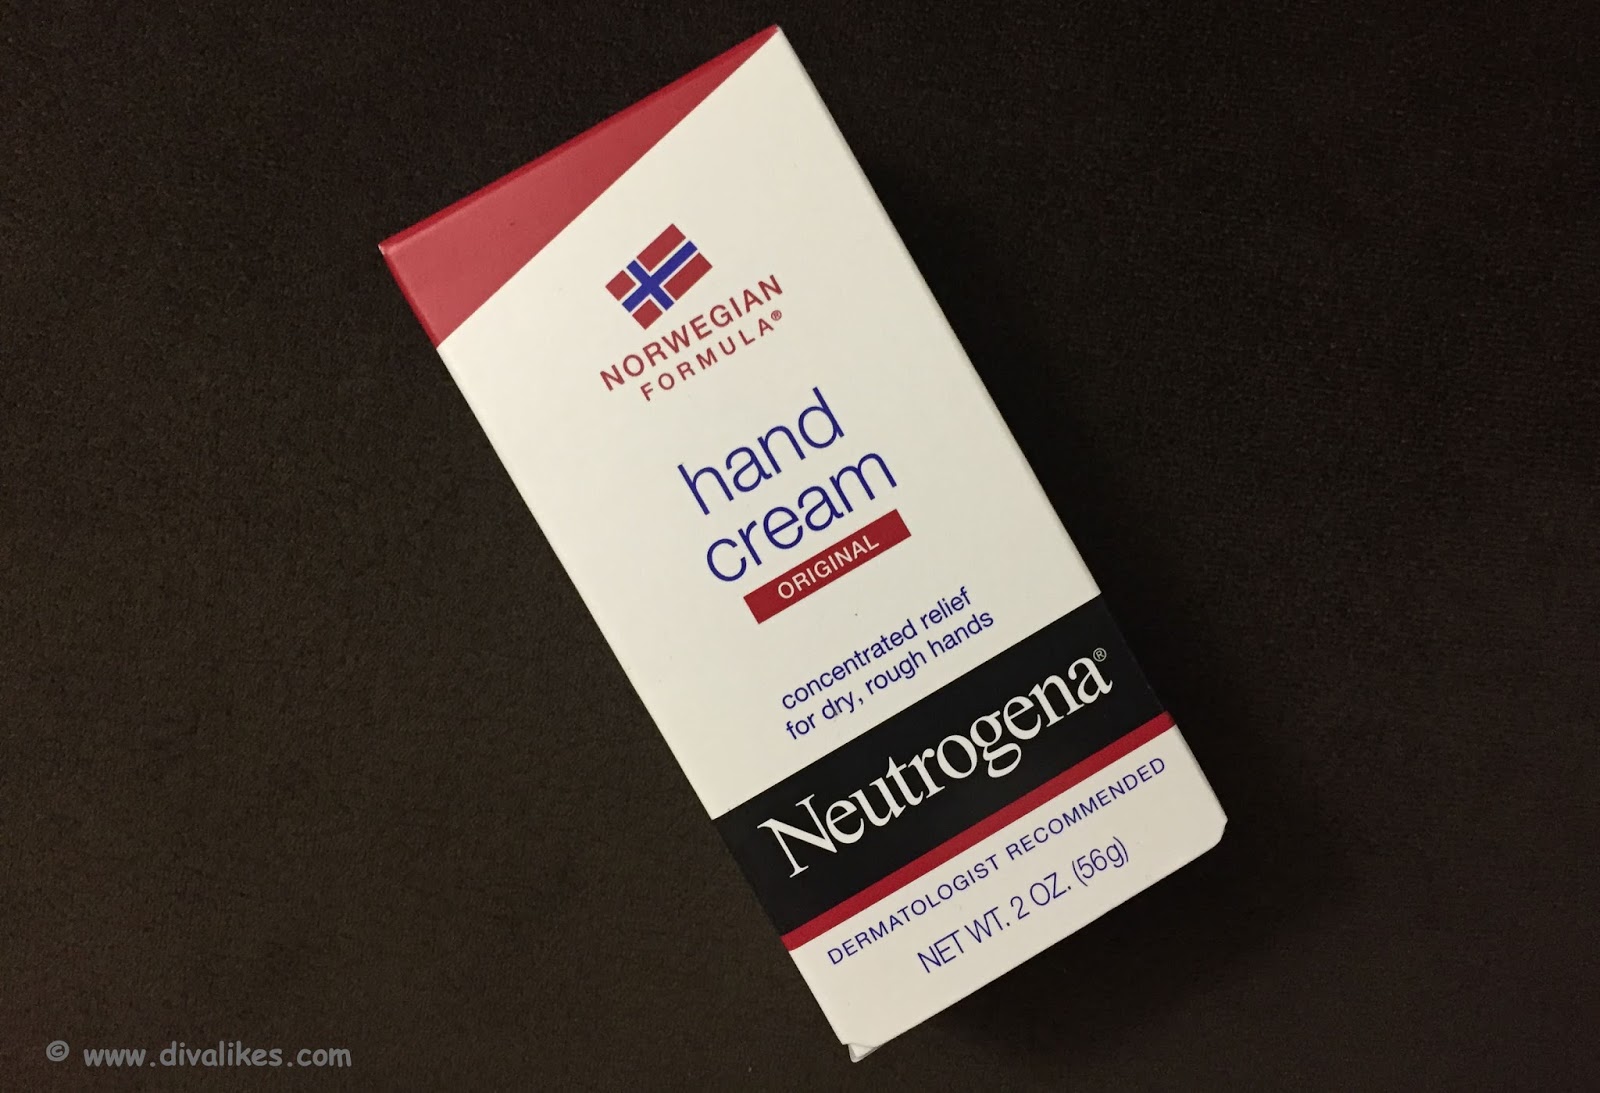 NORWEGIAN
FORMULA®
hand
cream
ORIGINAL
concentrated relief
for dry, rough hands
Neutrogena®
DERMATOLOGIST RECOMMENDED
NET WT. 2 OZ. (56g)
© www.divalikes.com